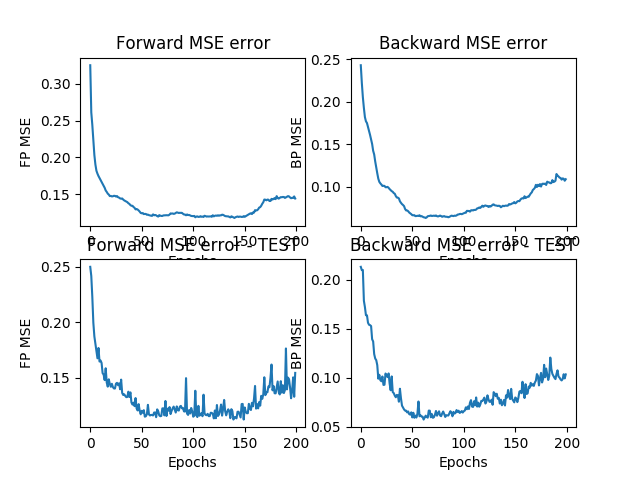 Forward MSE error
Backward MSE error
0.30
0.25
0.20
0.15
FP MSE
0 50 100 150 200
Epochs
0.25
0.20
0.15
0.10
BP MSE
0 50 100 150 200
Epochs
Forward MSE error - TEST
Backward MSE error - TEST
0.25
0.20
0.15
FP MSE
0 50 100 150 200
Epochs
0.20
0.15
0.10
0.05
BP MSE
0 50 100 150 200
Epochs